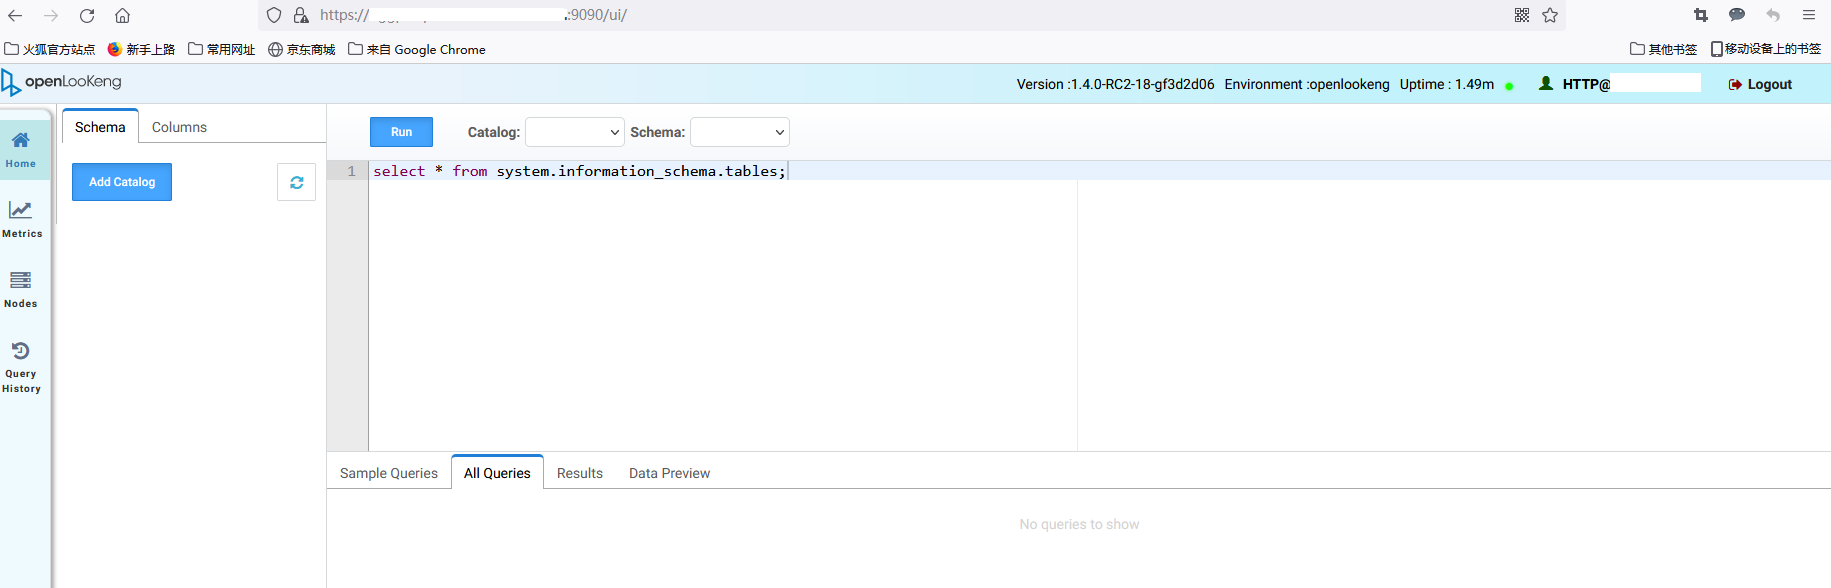 https:// :9090/ui/
火狐官方站点 新手上路 常用网址 京东商城 来自 Google Chrome 其他书签 移动设备上的书签
openLooKeng Version :1.4.0-RC2-18-gf3d2d06 Environment :openlookeng Uptime : 1.49m HTTP@ Logout
Schema Columns
Run Catalog: Schema:
Home
Add Catalog
1 select * from system.information_schema.tables;
Metrics
Nodes
Query
History
Sample Queries All Queries Results Data Preview
No queries to show